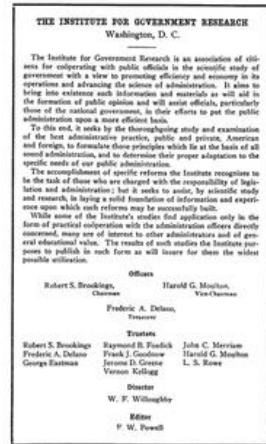 THE INSTITUTE FOR GOVERNMENT RESEARCH
Washington, D. C.
The Institute for Government Research is an association of citi-
zens for coöperating with public officials in the scientific study of
government with a view to promoting efficiency and economy in its
operations and advancing the science of administration. It aims to
bring into existence such information and materials as will aid in
the formation of public opinion and will assist officials, particularly
those of the national government, in their efforts to put the public
administration upon a more efficient basis.
To this end, it seeks by the thoroughgoing study and examination
of the best administrative practice, public and private, American
and foreign, to formulate those principles which lie at the basis of all
sound administration, and to determine their proper adaptation to the
specific needs of our public administration.
The accomplishment of specific reforms the Institute recognizes to
be the task of those who are charged with the responsibility of legis-
lation and administration; but it seeks to assist, by scientific study
and research, in laying a solid foundation of information and experi-
ence upon which such reforms may be successfully built.
While some of the Institute's studies find application only in the
form of practical coöperation with the administration officers directly
concerned, many are of interest to other administrators and of gen-
eral educational value. The results of such studies the Institute pur-
poses to publish in such form as will insure for them the widest
possible utilization.
Officers
Robert S. Brookings, Harold G. Moulton,
Chairman Vice-Chairman
Frederic A. Delano,
Treasurer
Trustees
Robert S. Brookings Raymond B. Fosdick John C. Merriam
Frederic A. Delano Frank J. Goodnow Harold G. Moulton
George Eastman Jerome D. Greene L. S. Rowe
Vernon Kellogg
Director
W. F. Willoughby
Editor
F. W. Powell